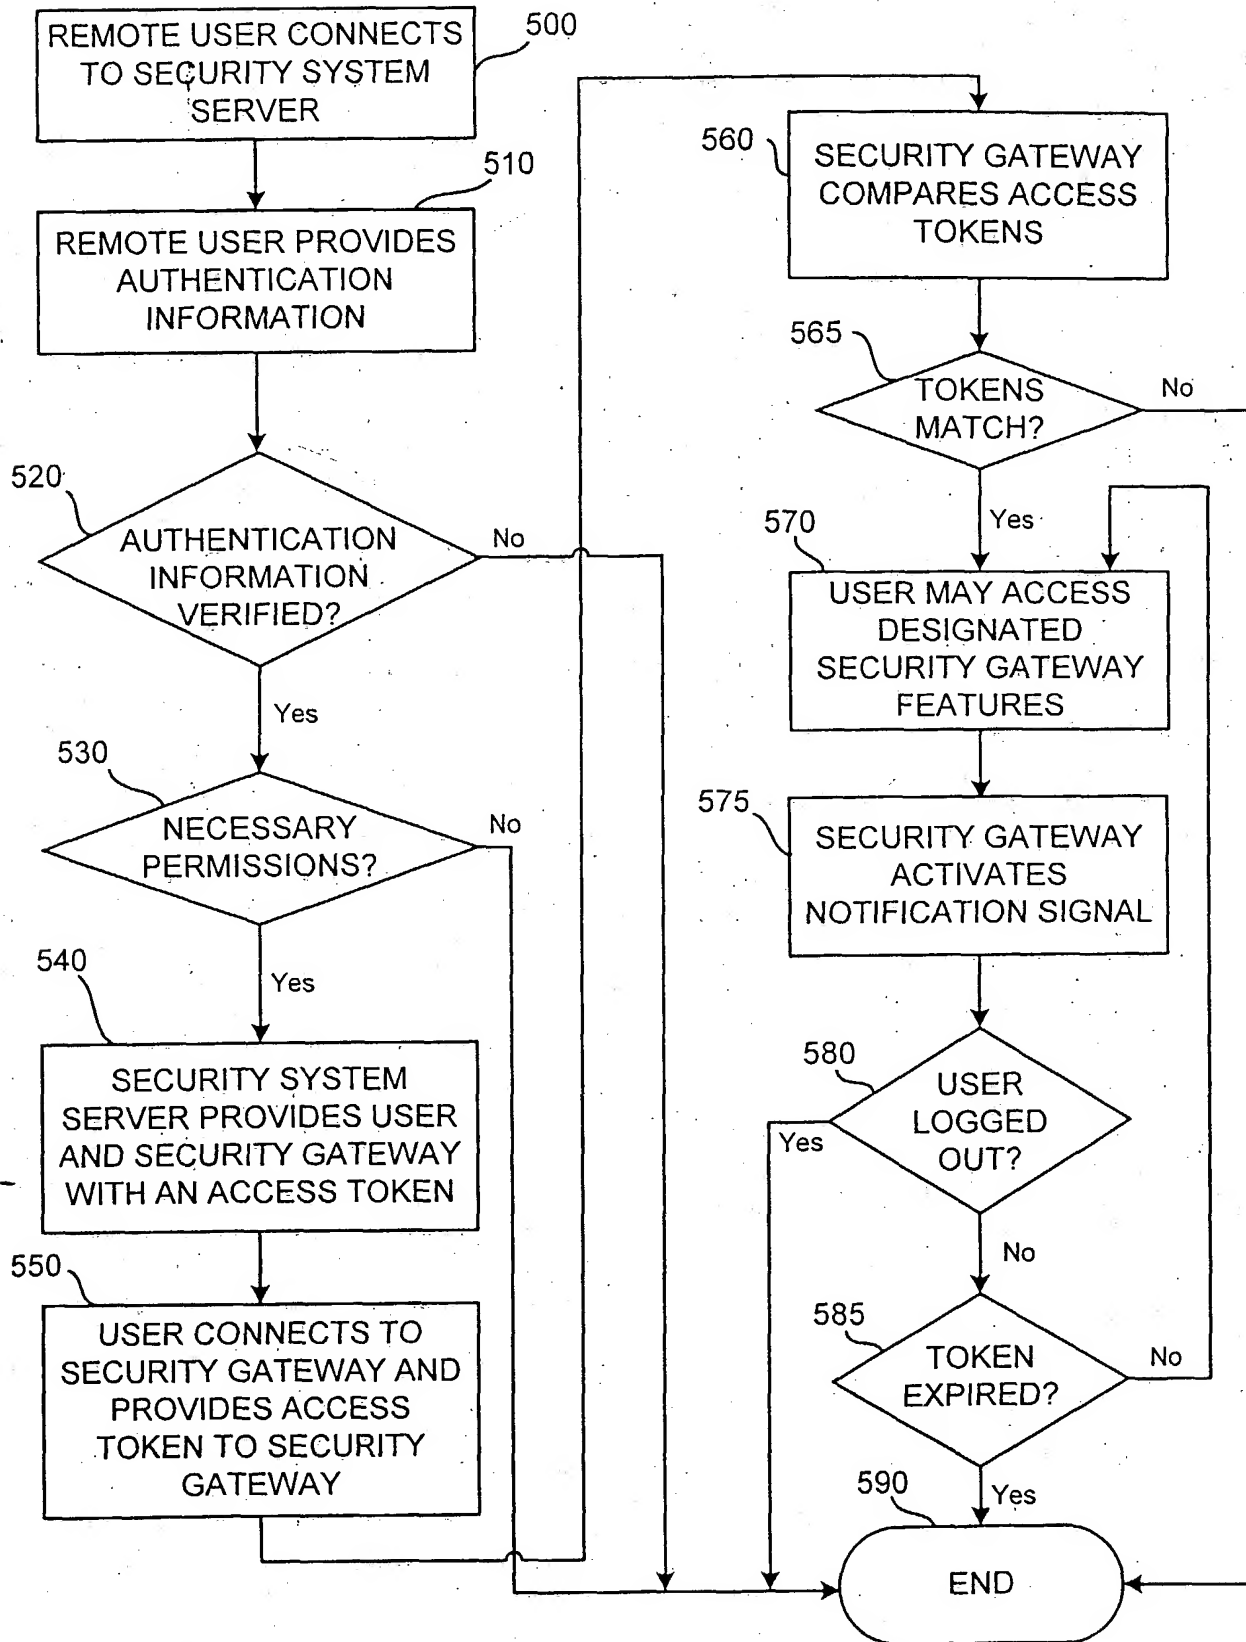 REMOTE USER CONNECTS
TO SECURITY SYSTEM
SERVER
500
510
REMOTE USER PROVIDES
AUTHENTICATION
INFORMATION
520
AUTHENTICATION
INFORMATION
VERIFIED?
No
Yes
530
NECESSARY
PERMISSIONS?
No
Yes
540
SECURITY SYSTEM
SERVER PROVIDES USER
AND SECURITY GATEWAY
WITH AN ACCESS TOKEN
550
USER CONNECTS TO
SECURITY GATEWAY AND
PROVIDES ACCESS
TOKEN TO SECURITY
GATEWAY
560
SECURITY GATEWAY
COMPARES ACCESS
TOKENS
565
TOKENS
MATCH?
No
Yes
570
USER MAY ACCESS
DESIGNATED
SECURITY GATEWAY
FEATURES
575
SECURITY GATEWAY
ACTIVATES
NOTIFICATION SIGNAL
580
USER
LOGGED
OUT?
Yes
No
585
TOKEN
EXPIRED?
No
Yes
590
END